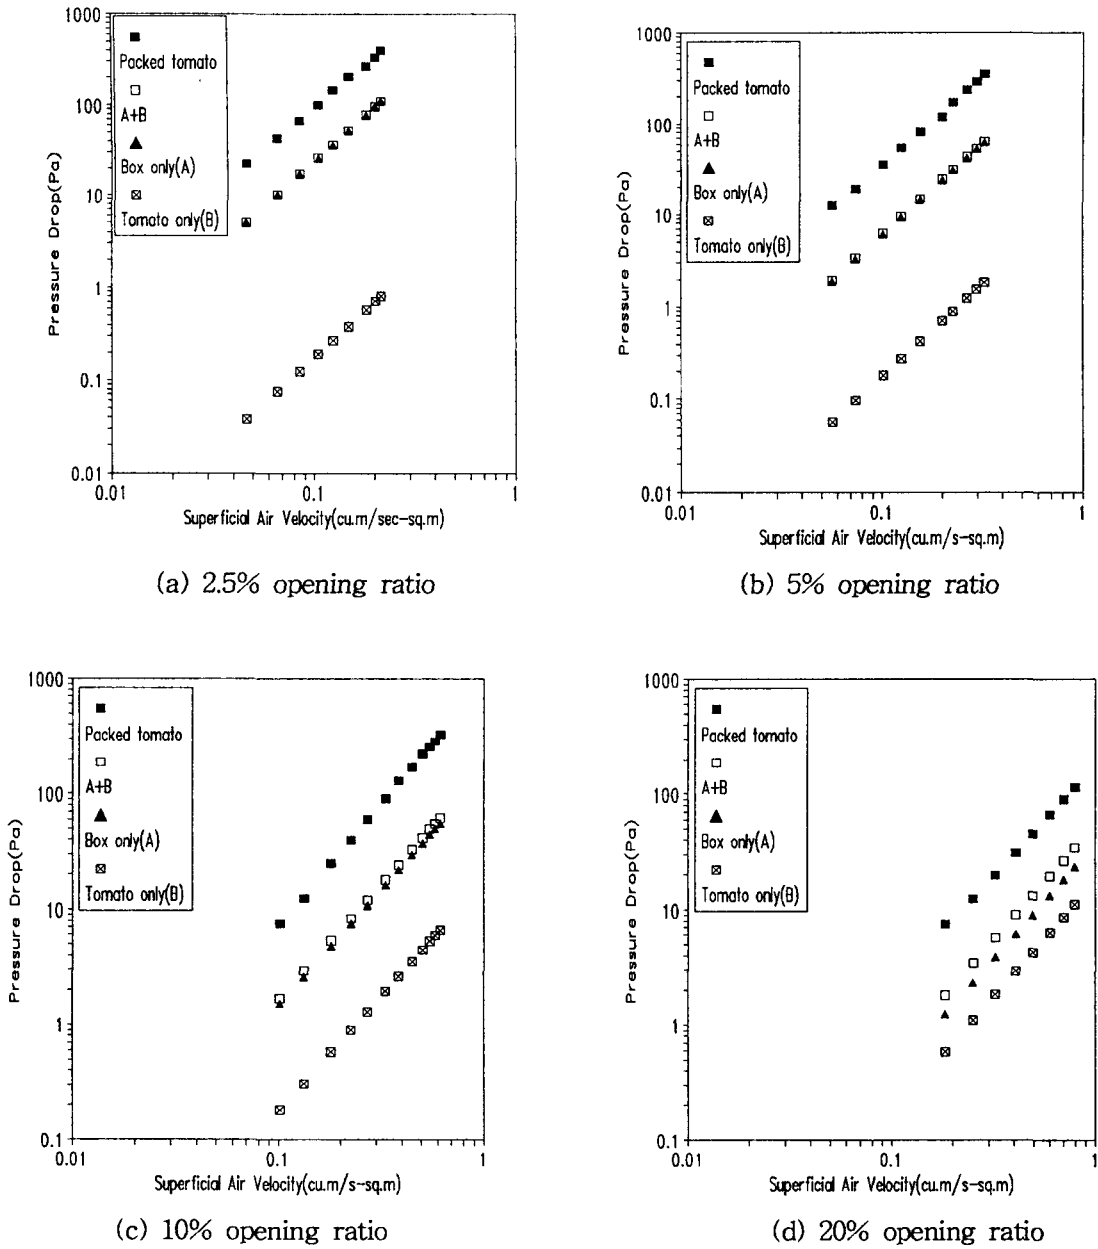 1000
100
10
1
0.1
0.01
Pressure Drop(Pa)
Packed tomato
A+B
Box only(A)
Tomato only(B)
0.01
0.1
1
Superficial Air Velocity(cu.m/sec-sq.m)
(a) 2.5% opening ratio
1000
100
10
1
0.1
0.01
Pressure Drop(Pa)
Packed tomato
A+B
Box only(A)
Tomato only(B)
0.01
0.1
1
Superficial Air Velocity(cu.m/s-sq.m)
(b) 5% opening ratio
1000
100
10
1
0.1
Pressure Drop(Pa)
Packed tomato
A+B
Box only(A)
Tomato only(B)
0.01
0.1
1
Superficial Air Velocity(cu.m/s-sq.m)
(c) 10% opening ratio
1000
100
10
1
0.1
Pressure Drop(Pa)
Packed tomato
A+B
Box only(A)
Tomato only(B)
0.01
0.1
1
Superficial Air Velocity(cu.m/s-sq.m)
(d) 20% opening ratio